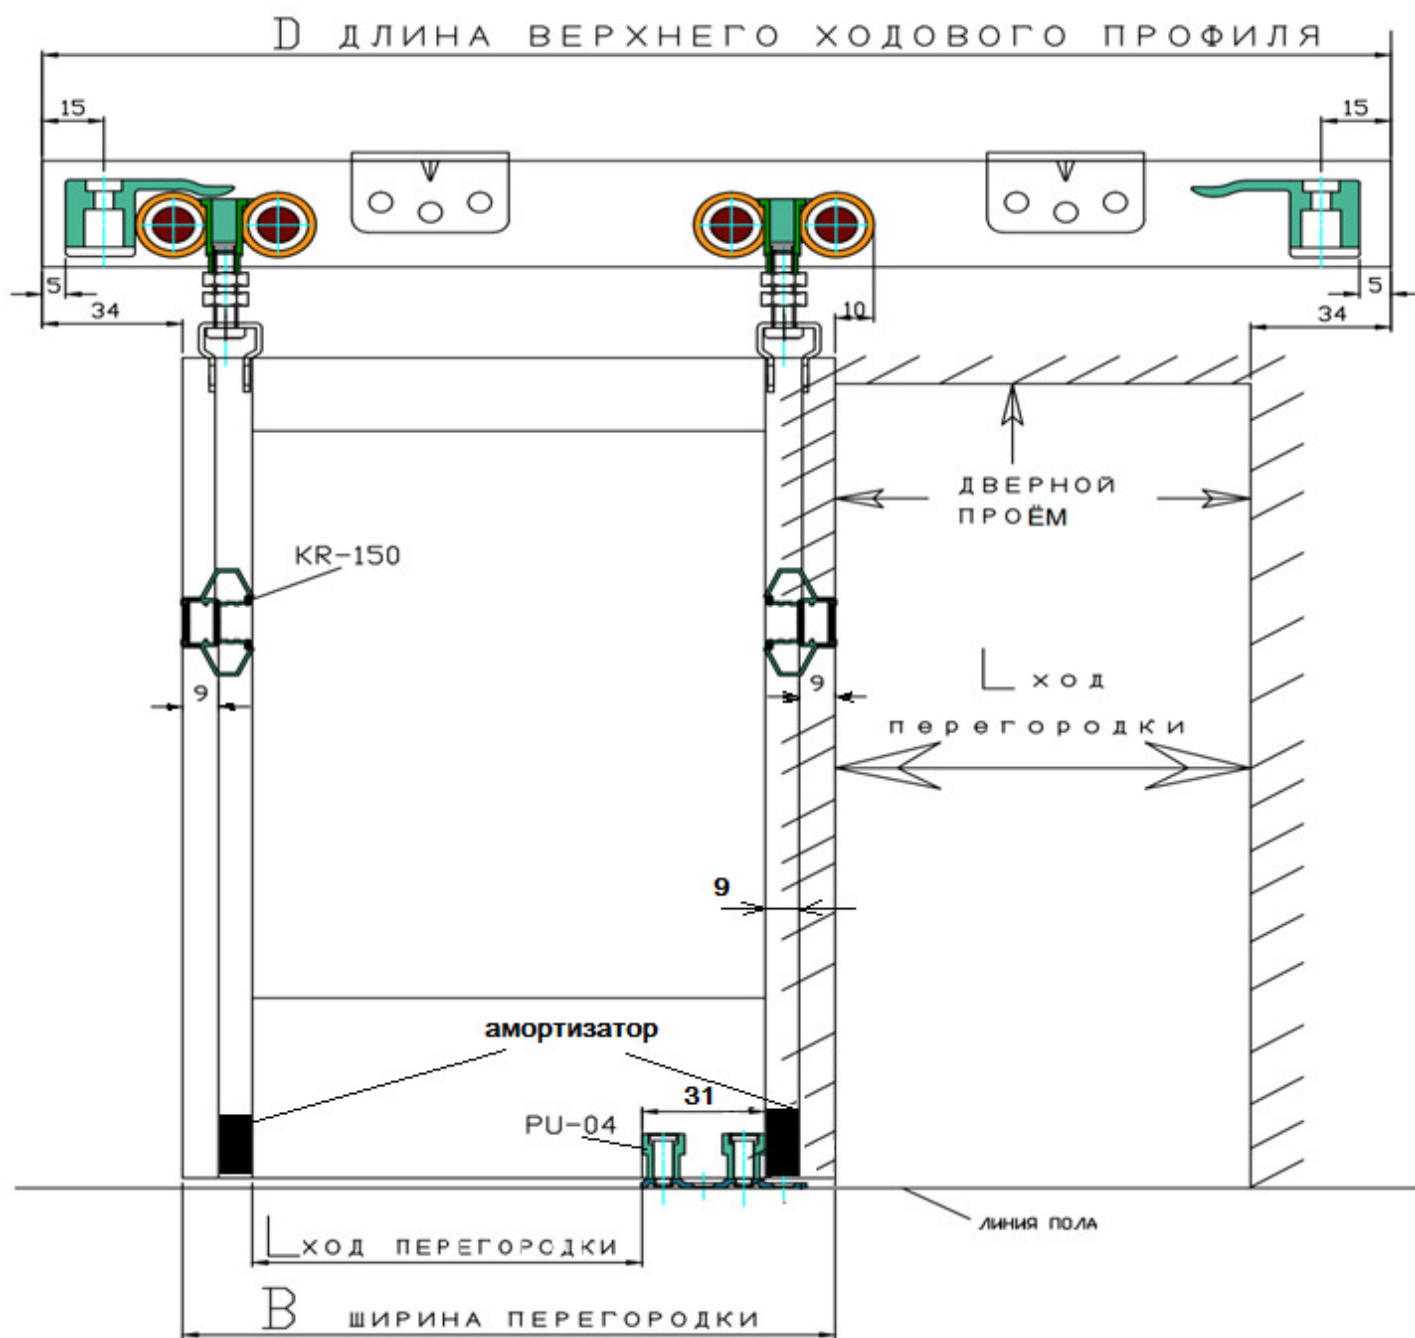 D ДЛИНА ВЕРХНЕГО ХОДОВОГО ПРОФИЛЯ
15
15
5
34
10
5
34
ДВЕРНОЙ
ПРОЁМ
KR-150
L ход
перегородки
9
9
9
амортизатор
31
PU-04
ЛИНИЯ ПОЛА
L ХОД ПЕРЕГОРОДКИ
B ШИРИНА ПЕРЕГОРОДКИ